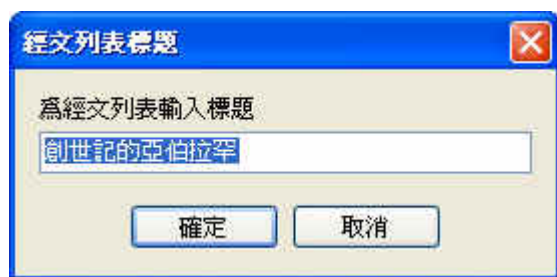 經文列表標題
爲經文列表輸入標題
創世記的亞伯拉罕
確定
取消